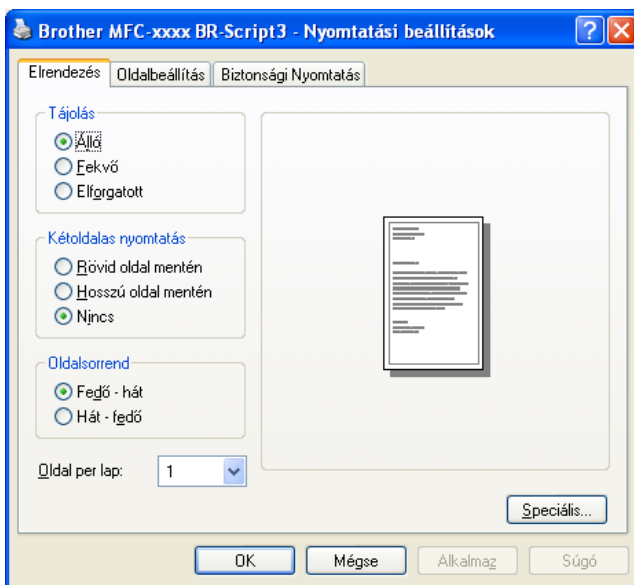 Brother MFC-xxxx BR-Script3 - Nyomtatási beállítások
Elrendezés Oldalbeállítás Biztonsági Nyomtatás
Tájolás
Álló
Fekvő
Elforgatott
Kétoldalas nyomtatás
Rövid oldal mentén
Hosszú oldal mentén
Nincs
Oldalsorrend
Fedő - hát
Hát - fedő
Oldal per lap: 1
Speciális...
OK Mégse Alkalmaz Súgó